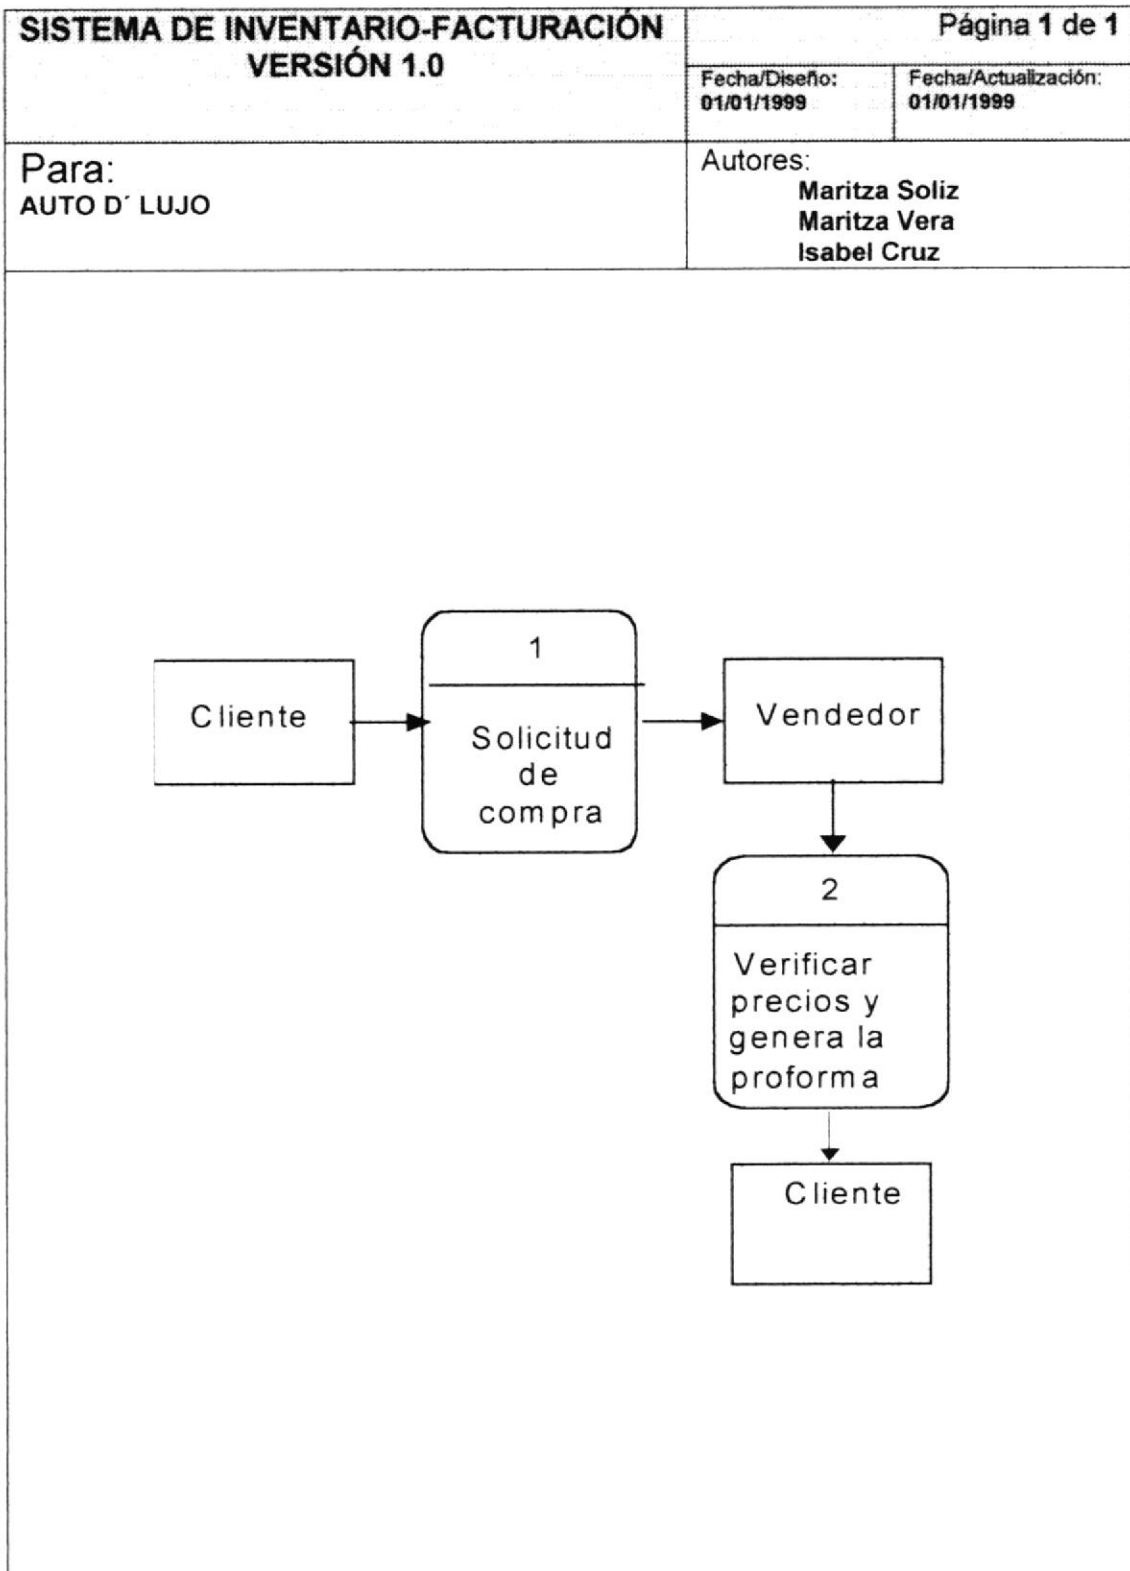 SISTEMA DE INVENTARIO-FACTURACIÓN
VERSIÓN 1.0
Página 1 de 1
Fecha/Diseño:
01/01/1999
Fecha/Actualización:
01/01/1999
Para:
AUTO D´ LUJO
Autores:
Maritza Soliz
Maritza Vera
Isabel Cruz
Cliente
1
Solicitud
de
compra
Vendedor
2
Verificar
precios y
genera la
proforma
Cliente